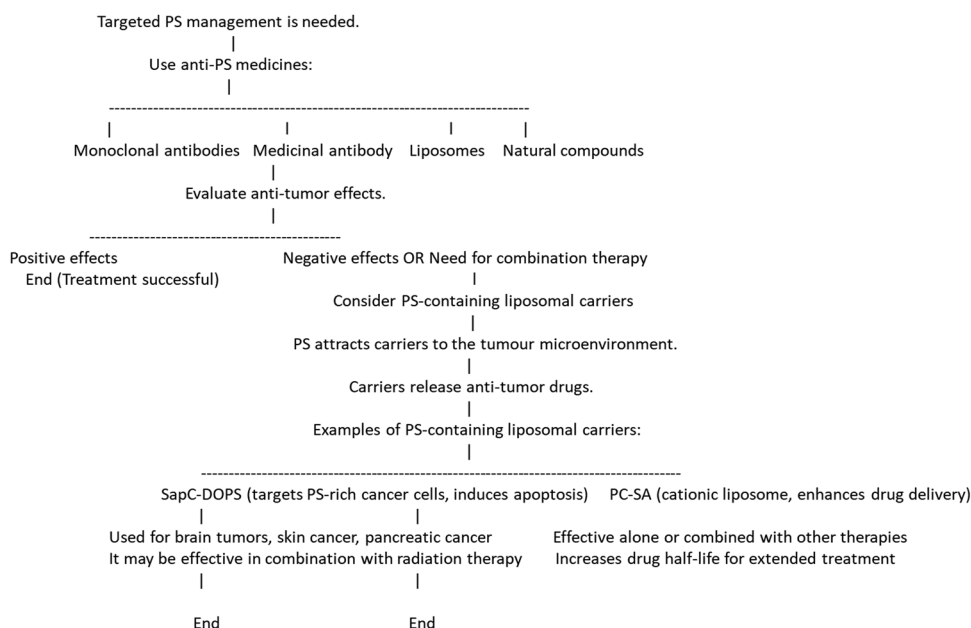 Targeted PS management is needed.
|
Use anti-PS medicines:
|
------------------------------------------------------------------------------------
| | | |
Monoclonal antibodies Medicinal antibody Liposomes Natural compounds
|
Evaluate anti-tumor effects.
|
--------------------------------------------------
Positive effects Negative effects OR Need for combination therapy
End (Treatment successful) |
Consider PS-containing liposomal carriers
|
PS attracts carriers to the tumour microenvironment.
|
Carriers release anti-tumor drugs.
|
Examples of PS-containing liposomal carriers:
|
------------------------------------------------------------------------------------------------
SapC-DOPS (targets PS-rich cancer cells, induces apoptosis) PC-SA (cationic liposome, enhances drug delivery)
| |
Used for brain tumors, skin cancer, pancreatic cancer Effective alone or combined with other therapies
It may be effective in combination with radiation therapy Increases drug half-life for extended treatment
| |
End End